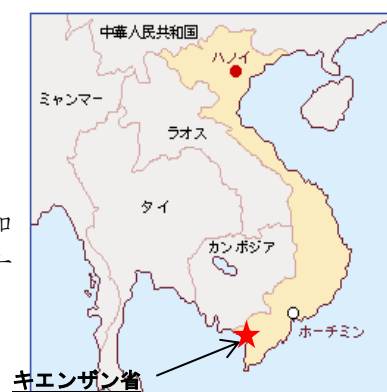 中華人民共和国
ハノイ
ミャンマー
ラオス
タイ
カンボジア
ホーチミン
キエンザン省